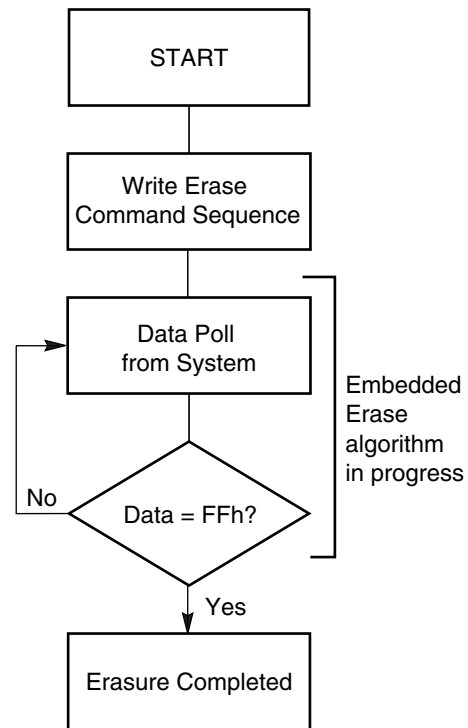 START
Write Erase
Command Sequence
Data Poll
from System
Embedded
Erase
algorithm
in progress
No
Data = FFh?
Yes
Erasure Completed